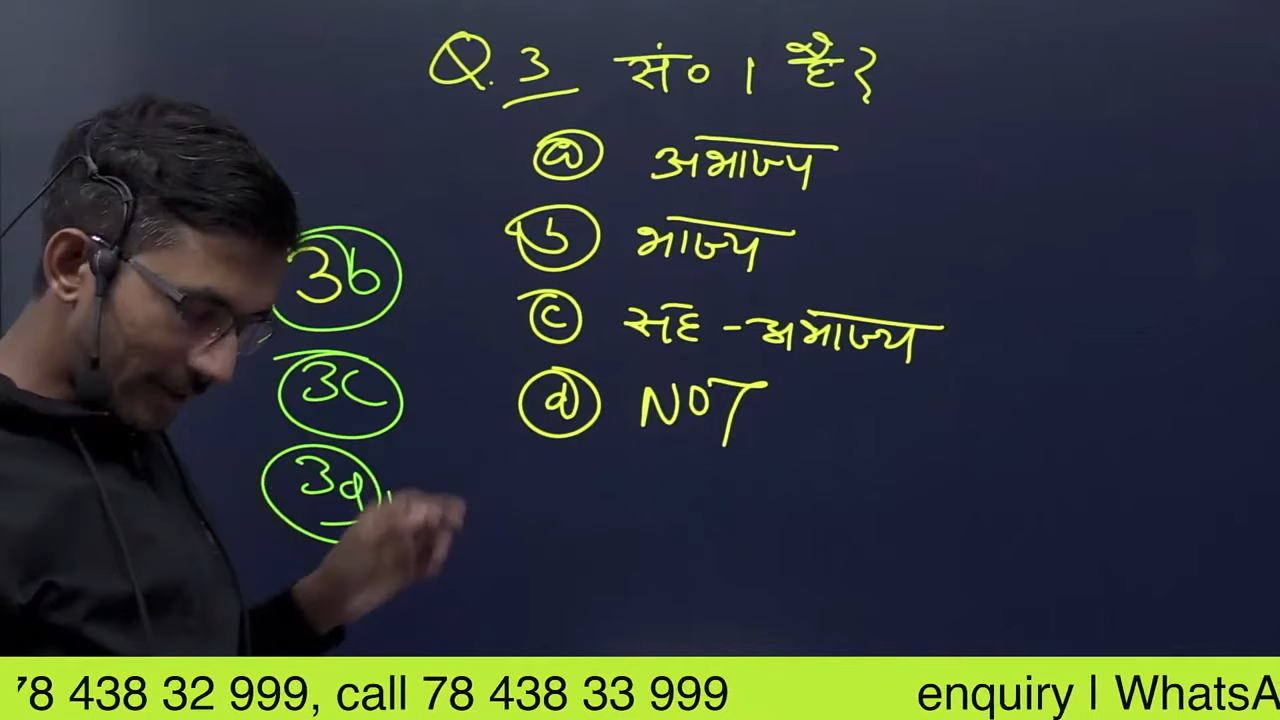 Q. 3 सं० 1 है?
a अभाज्य
b भाज्य
c सह-अभाज्य
d NOT
3b
3c
3a
78 438 32 999, call 78 438 33 999 enquiry | WhatsA